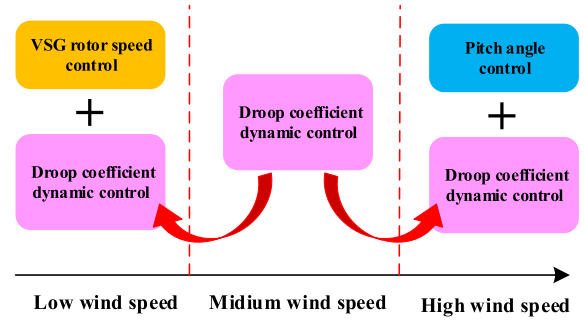 VSG rotor speed
control
+
Droop coefficient
dynamic control
Droop coefficient
dynamic control
Pitch angle
control
+
Droop coefficient
dynamic control
Low wind speed
Midium wind speed
High wind speed